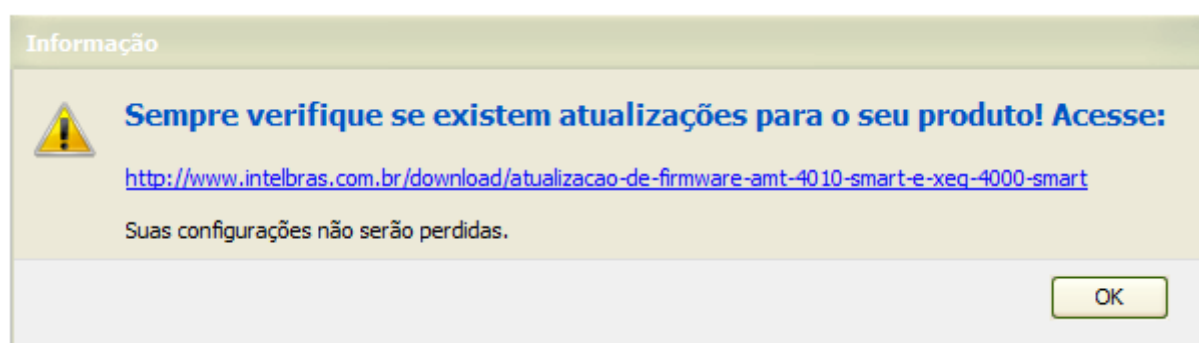 Informação
Sempre verifique se existem atualizações para o seu produto! Acesse:
http://www.intelbras.com.br/download/atualizacao-de-firmware-amt-4010-smart-e-xeg-4000-smart
Suas configurações não serão perdidas.
OK